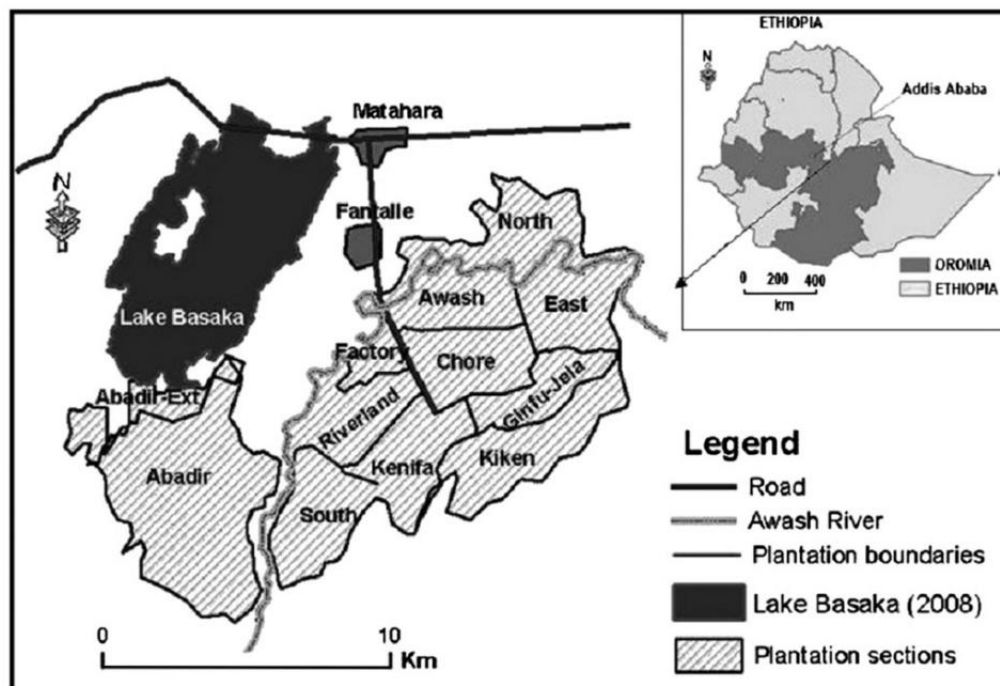 ETHIOPIA
N
Addis Ababa
0 200 400
km
OROMIA
ETHIOPIA
Matahara
N
Fantalle
North
Lake Basaka
Awash
East
Factory
Chore
Abadir-Ext
Riverland
Ginfu-Jela
Abadir
Kenifa
Kiken
South
0 10
Km
Legend
Road
Awash River
Plantation boundaries
Lake Basaka (2008)
Plantation sections